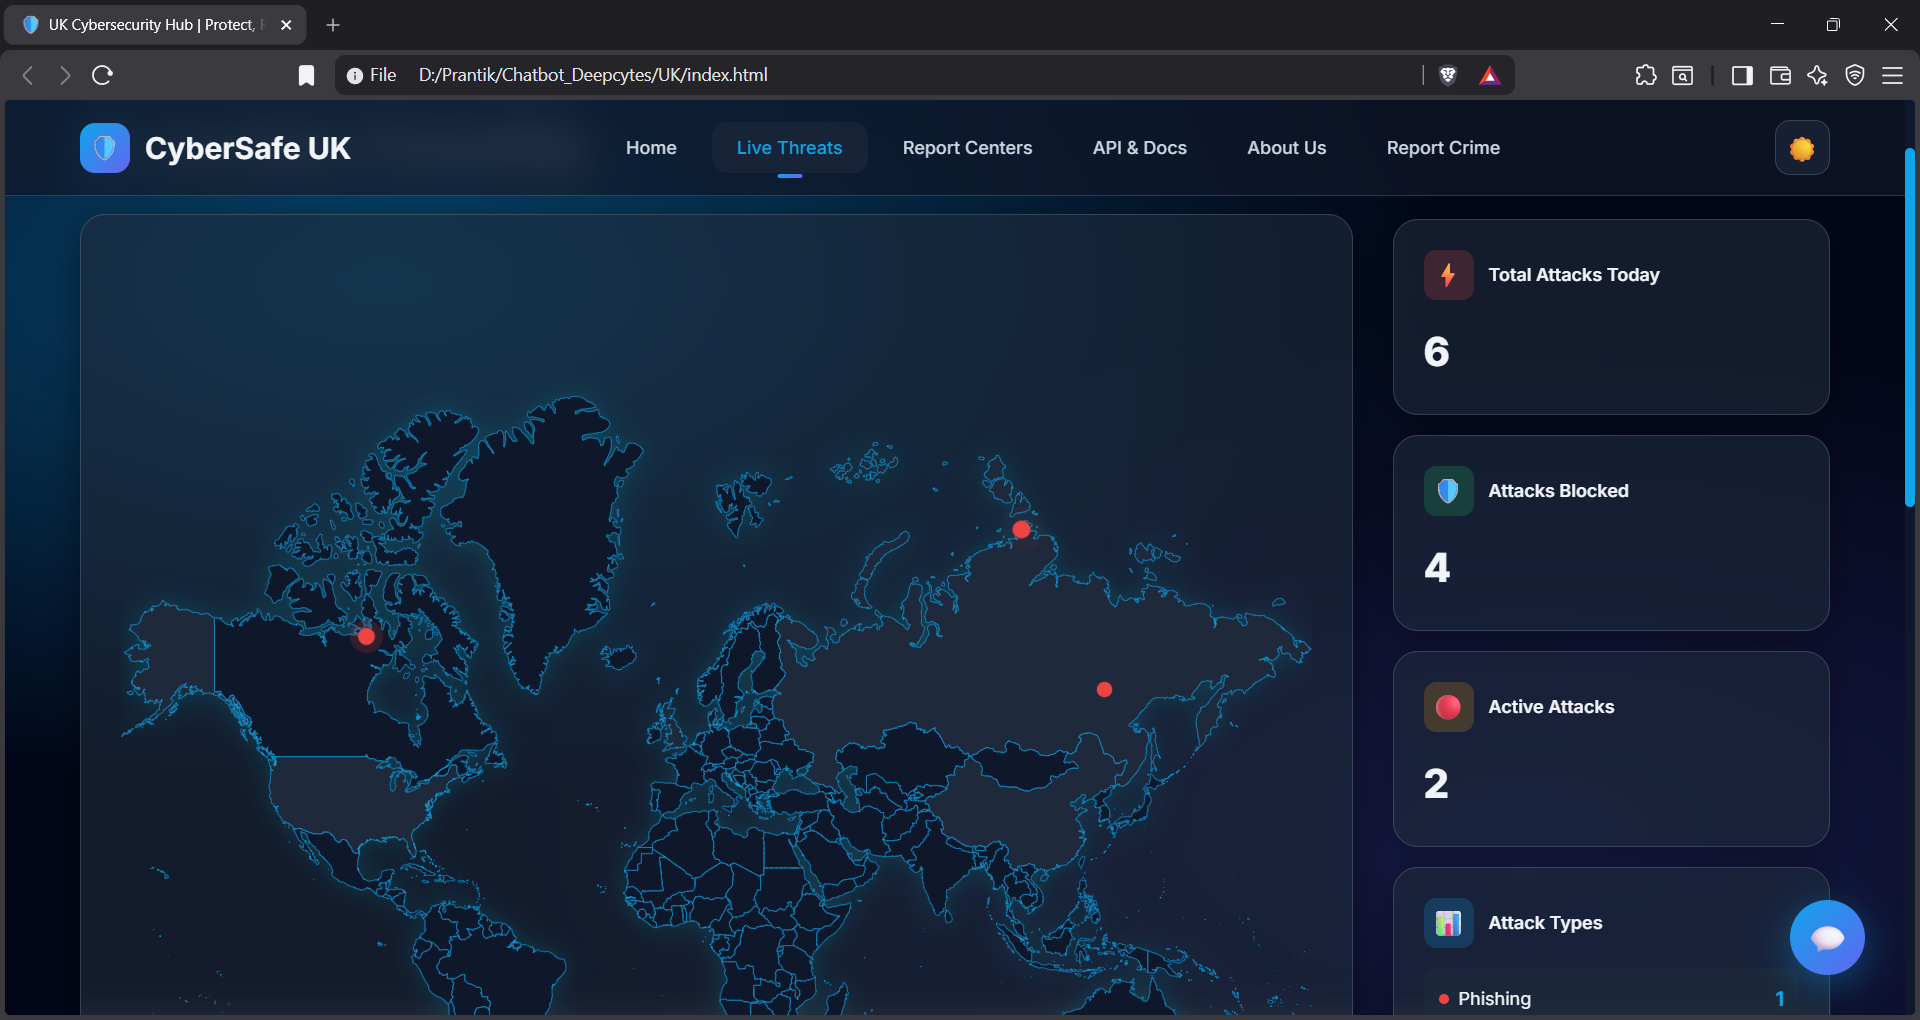 UK Cybersecurity Hub | Protect,
File D:/Prantik/Chatbot_Deepcytes/UK/index.html
CyberSafe UK
Home
Live Threats
Report Centers
API & Docs
About Us
Report Crime
Total Attacks Today
6
Attacks Blocked
4
Active Attacks
2
Attack Types
Phishing 1